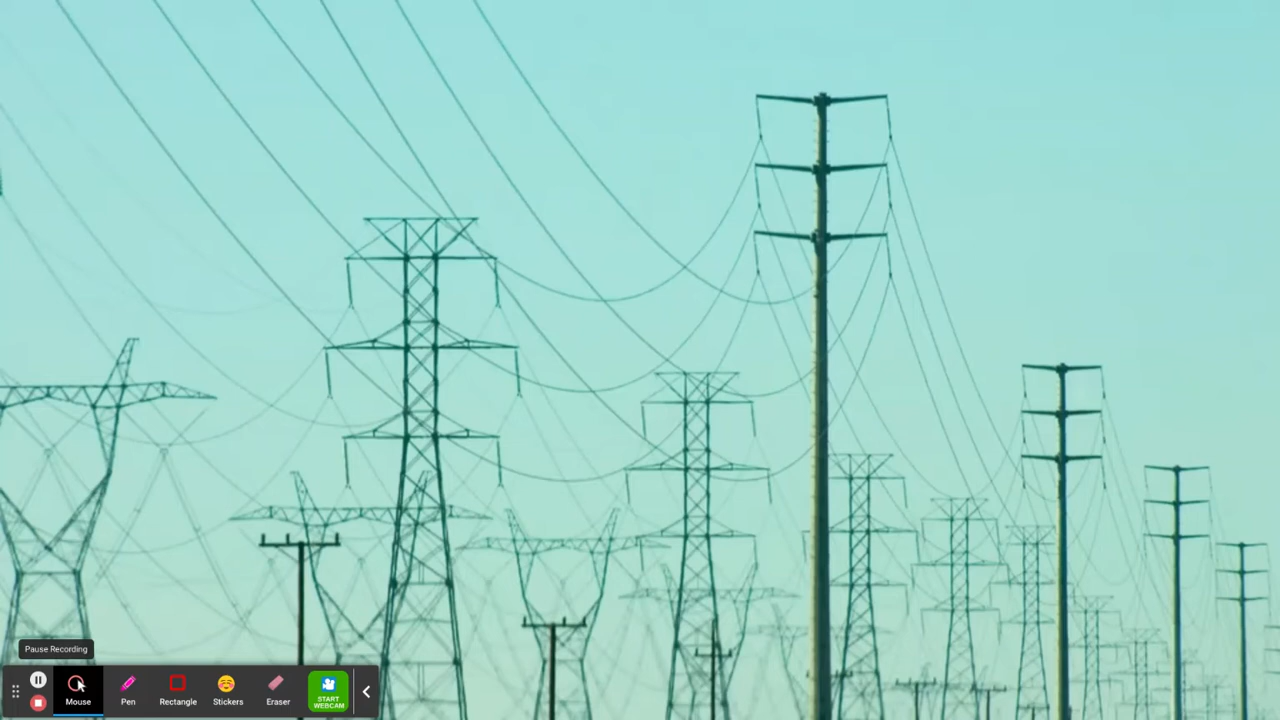 Pause Recording
Mouse
Pen
Rectangle
Stickers
Eraser
START
WEBCAM